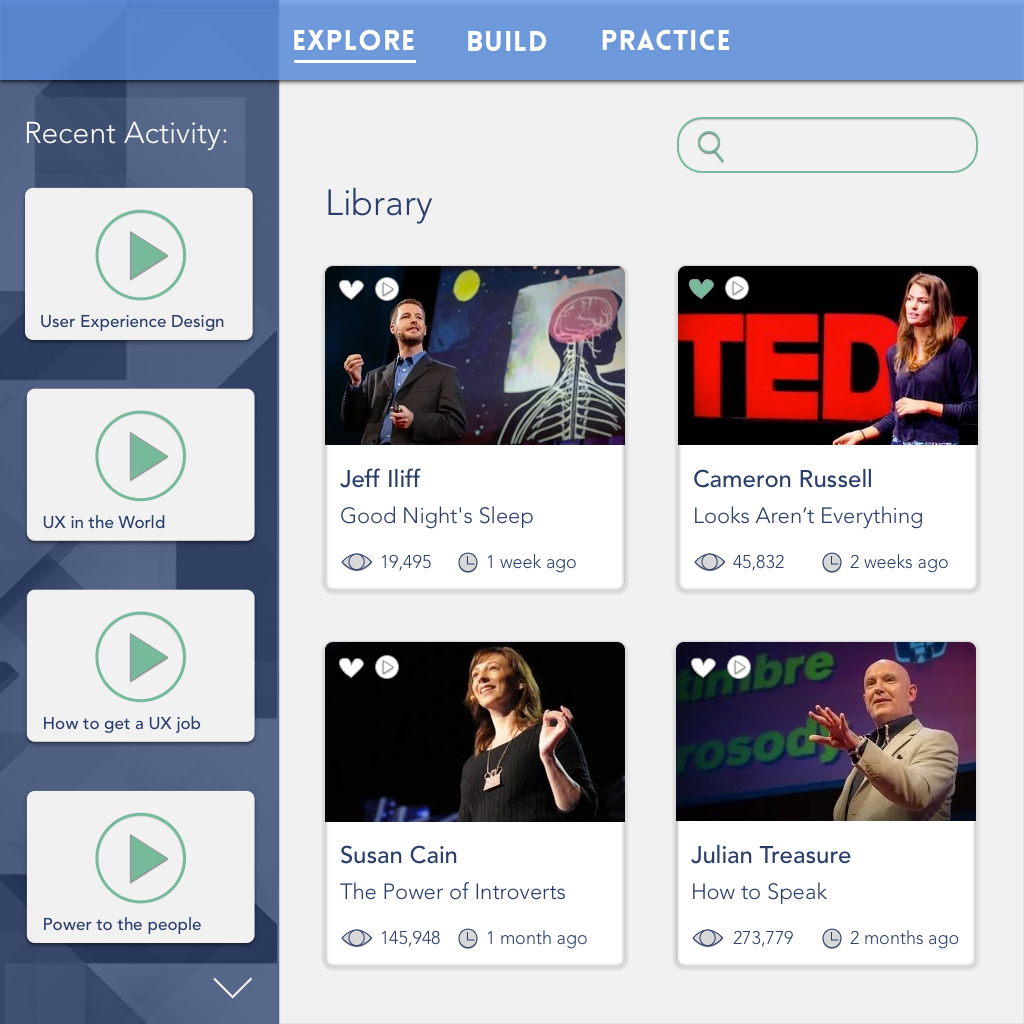 EXPLORE BUILD PRACTICE
Recent Activity:
User Experience Design
UX in the World
How to get a UX job
Power to the people
Library
TED
Jeff Iliff
Good Night's Sleep
19,495 1 week ago
Cameron Russell
Looks Aren’t Everything
45,832 2 weeks ago
timbre
rosody
Susan Cain
The Power of Introverts
145,948 1 month ago
Julian Treasure
How to Speak
273,779 2 months ago